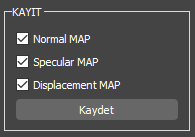 KAYIT
Normal MAP
Specular MAP
Displacement MAP
Kaydet